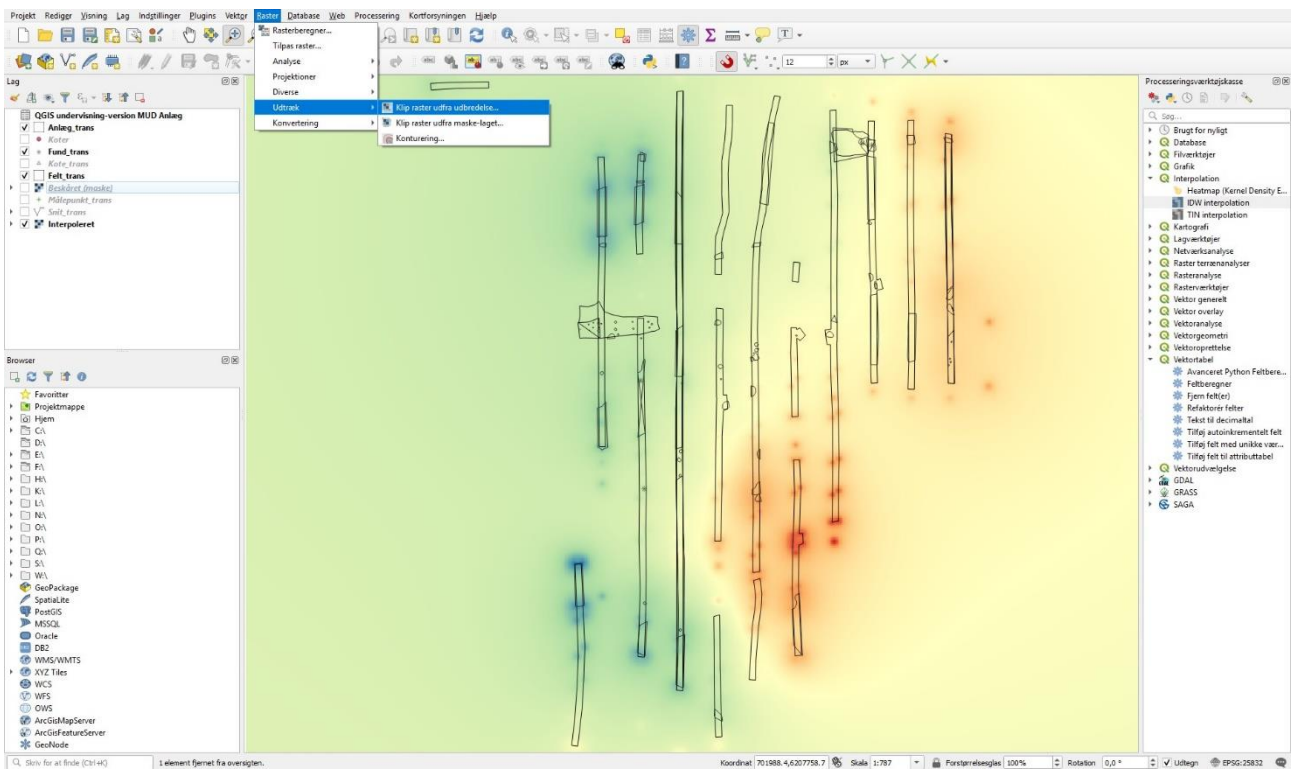 Projekt Redigér Visning Lag Indstillinger Plugins Vektor Raster Database Web Processering Kortforsyningen Hjælp
Rasterberegner...
Tilpas raster...
Analyse
Projektioner
Diverse
Udtræk
Konvertering
Klip raster udfra udbredelse...
Klip raster udfra maske-laget...
Konturering...
12 px
Lag
QGIS undervisning-version MUD Anlæg
Anlæg_trans
Koter
Fund_trans
Kote_trans
Felt_trans
Beskåret (maske)
Målepunkt_trans
Snit_trans
Interpoleret
Browser
Favoritter
Projektmappe
Hjem
C:\
D:\
E:\
F:\
H:\
K:\
L:\
N:\
O:\
P:\
Q:\
S:\
W:\
GeoPackage
SpatiaLite
PostGIS
MSSQL
Oracle
DB2
WMS/WMTS
XYZ Tiles
WCS
WFS
OWS
ArcGisMapServer
ArcGisFeatureServer
GeoNode
Processeringsværktøjskasse
Søg...
Brugt for nyligt
Database
Filværktøjer
Grafik
Interpolation
Heatmap (Kernel Density E...
IDW interpolation
TIN interpolation
Kartografi
Lagværktøjer
Netværksanalyse
Raster terrænanalyser
Rasteranalyse
Rasterværktøjer
Vektor generelt
Vektor overlay
Vektoranalyse
Vektorgeometri
Vektoroprettelse
Vektortabel
Avanceret Python Feltbere...
Feltberegner
Fjern felt(er)
Refaktorér felter
Tekst til decimaltal
Tilføj autoinkrementelt felt
Tilføj felt med unikke vær...
Tilføj felt til attributtabel
Vektorudvælgelse
GDAL
GRASS
SAGA
Skriv for at finde (Ctrl+K) 1 element fjernet fra oversigten. Koordinat 701988.4,6207758.7 Skala 1:787 Forstørrelsesglas 100% Rotation 0,0 ° Udtegn EPSG:25832